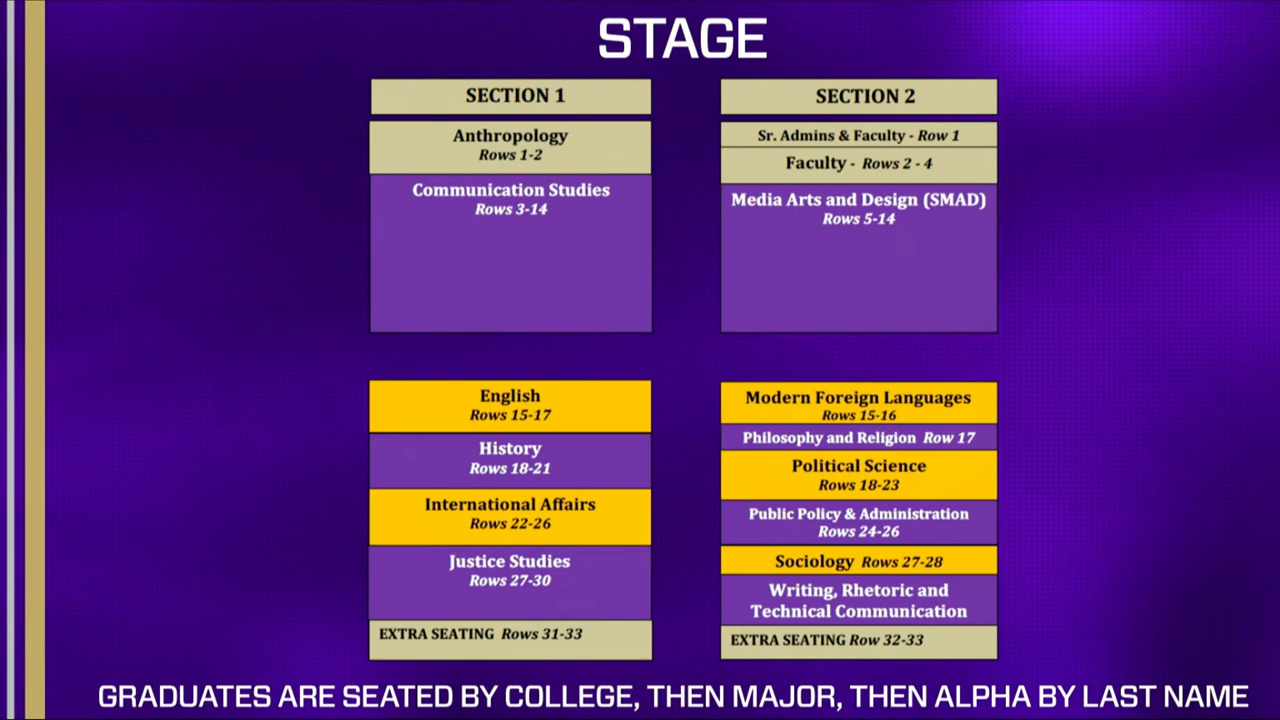 STAGE
SECTION 1
Anthropology
Rows 1-2
Communication Studies
Rows 3-14
English
Rows 15-17
History
Rows 18-21
International Affairs
Rows 22-26
Justice Studies
Rows 27-30
EXTRA SEATING Rows 31-33
SECTION 2
Sr. Admins & Faculty - Row 1
Faculty - Rows 2 - 4
Media Arts and Design (SMAD)
Rows 5-14
Modern Foreign Languages
Rows 15-16
Philosophy and Religion Row 17
Political Science
Rows 18-23
Public Policy & Administration
Rows 24-26
Sociology Rows 27-28
Writing, Rhetoric and
Technical Communication
EXTRA SEATING Row 32-33
GRADUATES ARE SEATED BY COLLEGE, THEN MAJOR, THEN ALPHA BY LAST NAME